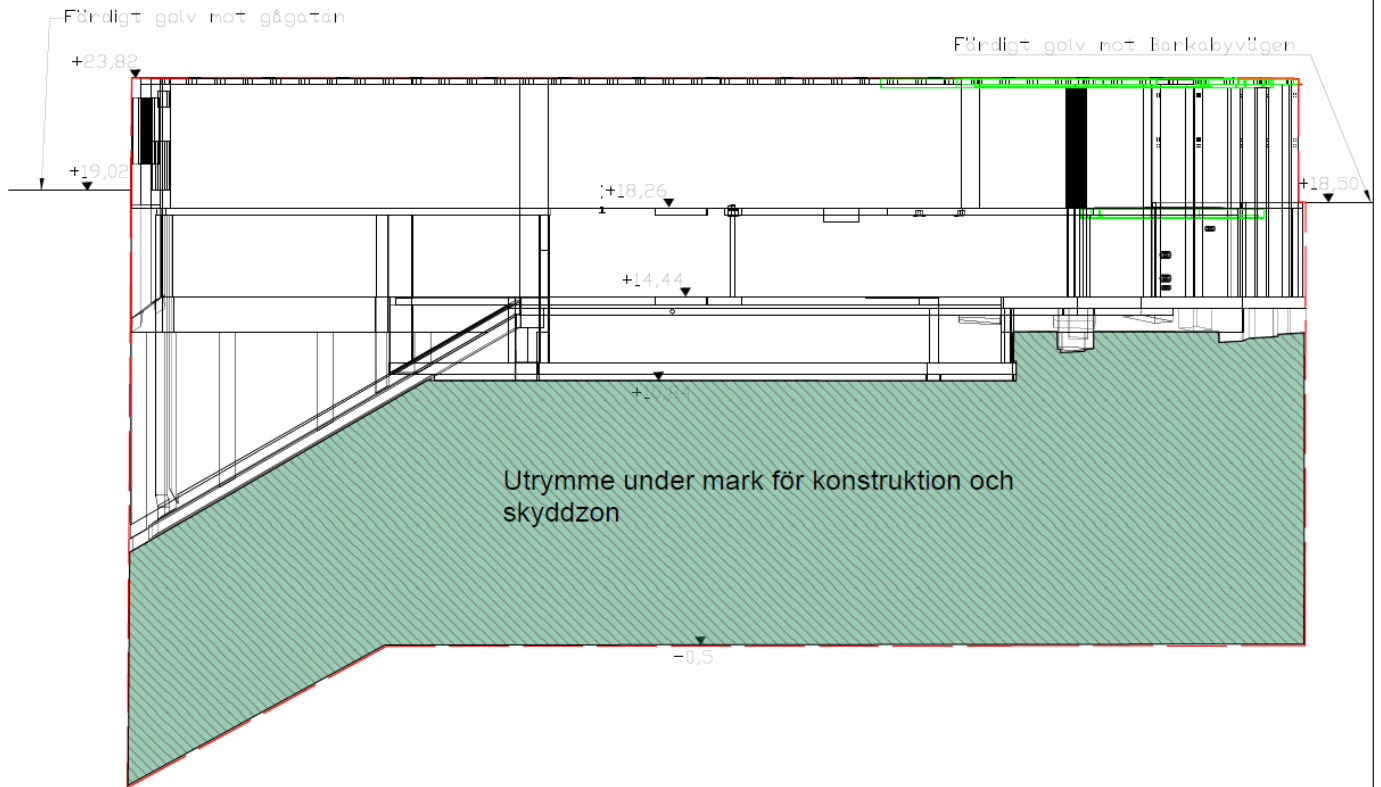 Färdigt golv mot gågatan
Färdigt golv mot Barkabyvägen
+23,82
+19,02
+18,26
+18,50
+14,44
-0,5
Utrymme under mark för konstruktion och
skyddzon